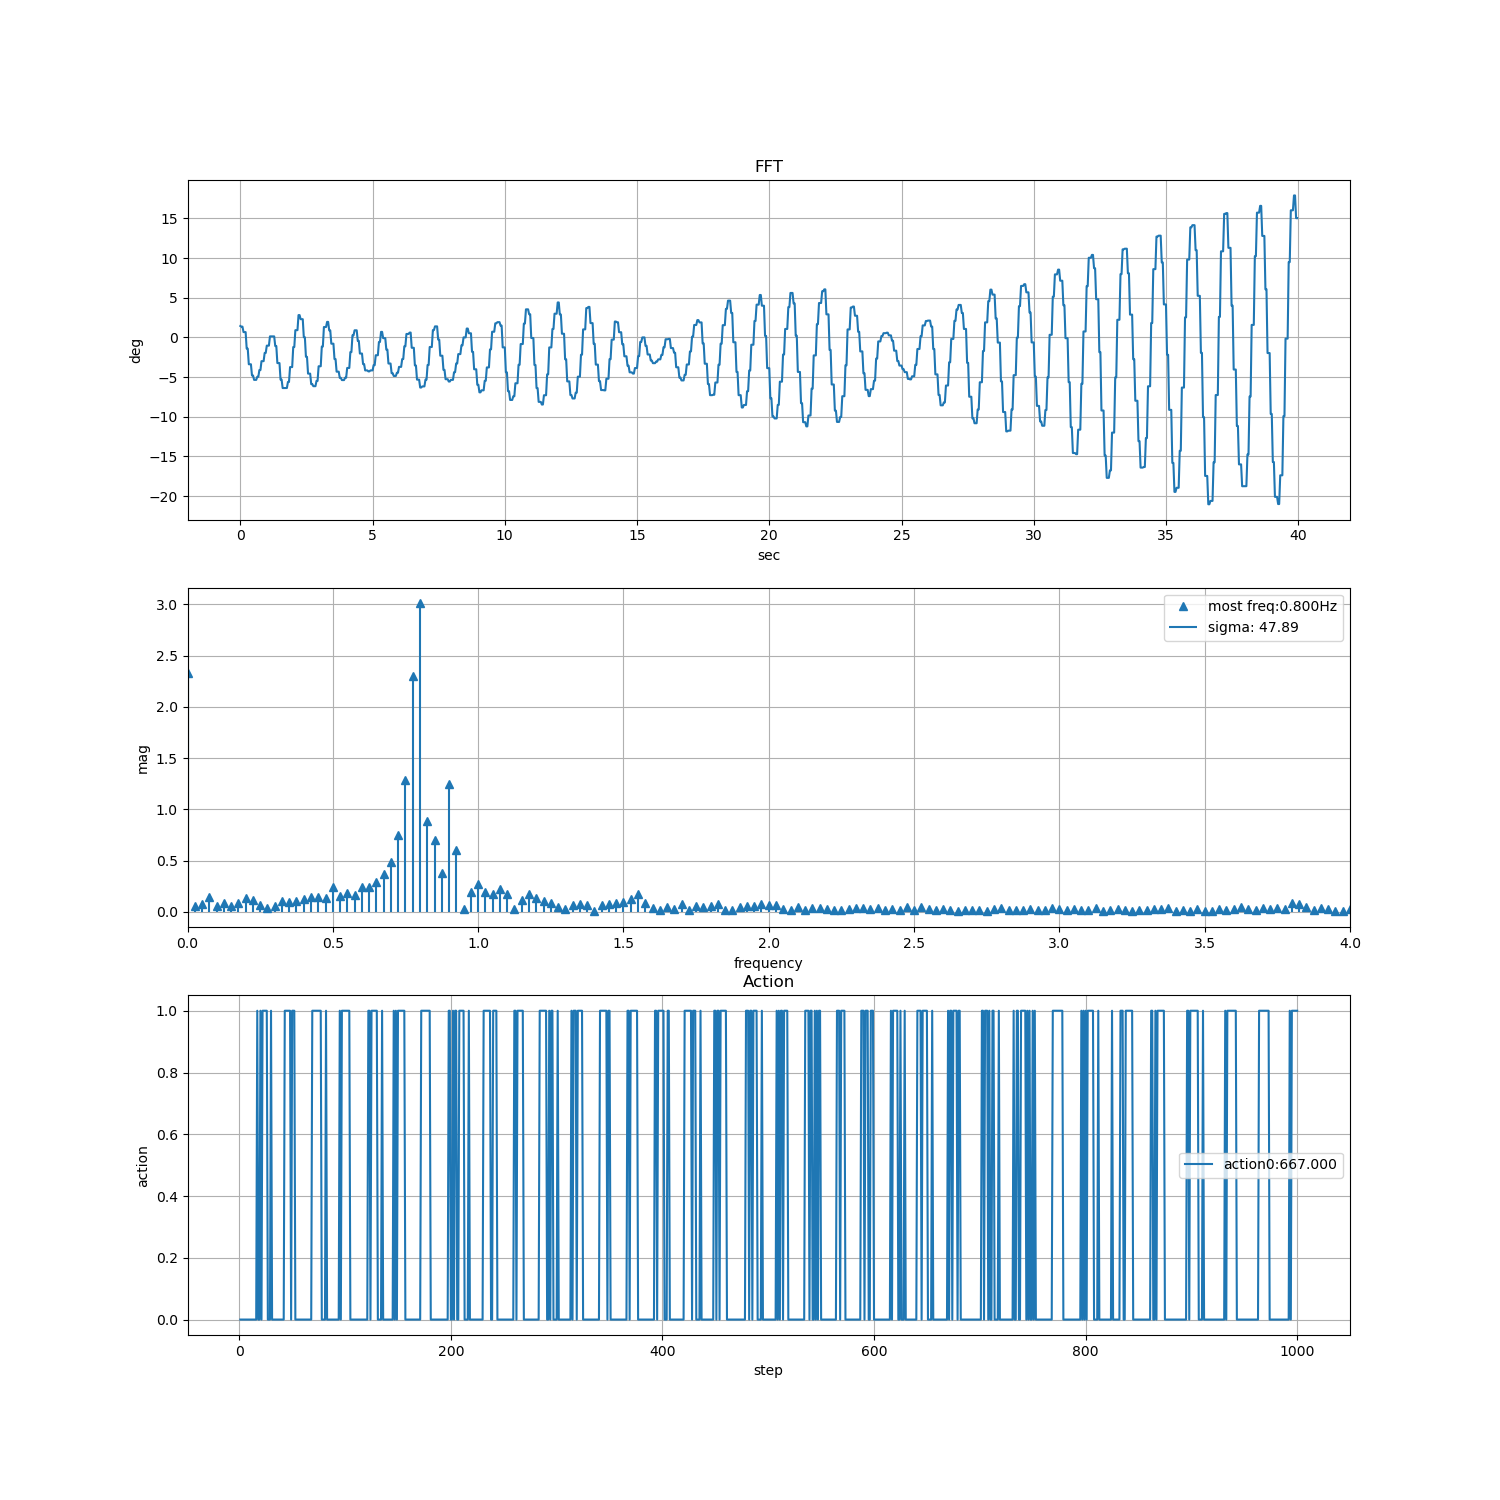 FFT
15
10
5
0
−5
−10
−15
−20
deg
0 5 10 15 20 25 30 35 40
sec
3.0
2.5
2.0
1.5
1.0
0.5
0.0
mag
most freq:0.800Hz
sigma: 47.89
0.0 0.5 1.0 1.5 2.0 2.5 3.0 3.5 4.0
frequency
Action
1.0
0.8
0.6
0.4
0.2
0.0
action
action0:667.000
0 200 400 600 800 1000
step